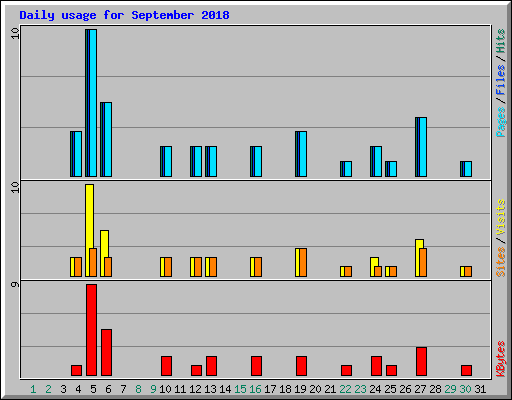 Daily usage for September 2018
10
Pages / Files / Hits
10
Sites / Visits
9
KBytes
1 2 3 4 5 6 7 8 9 10 11 12 13 14 15 16 17 18 19 20 21 22 23 24 25 26 27 28 29 30 31